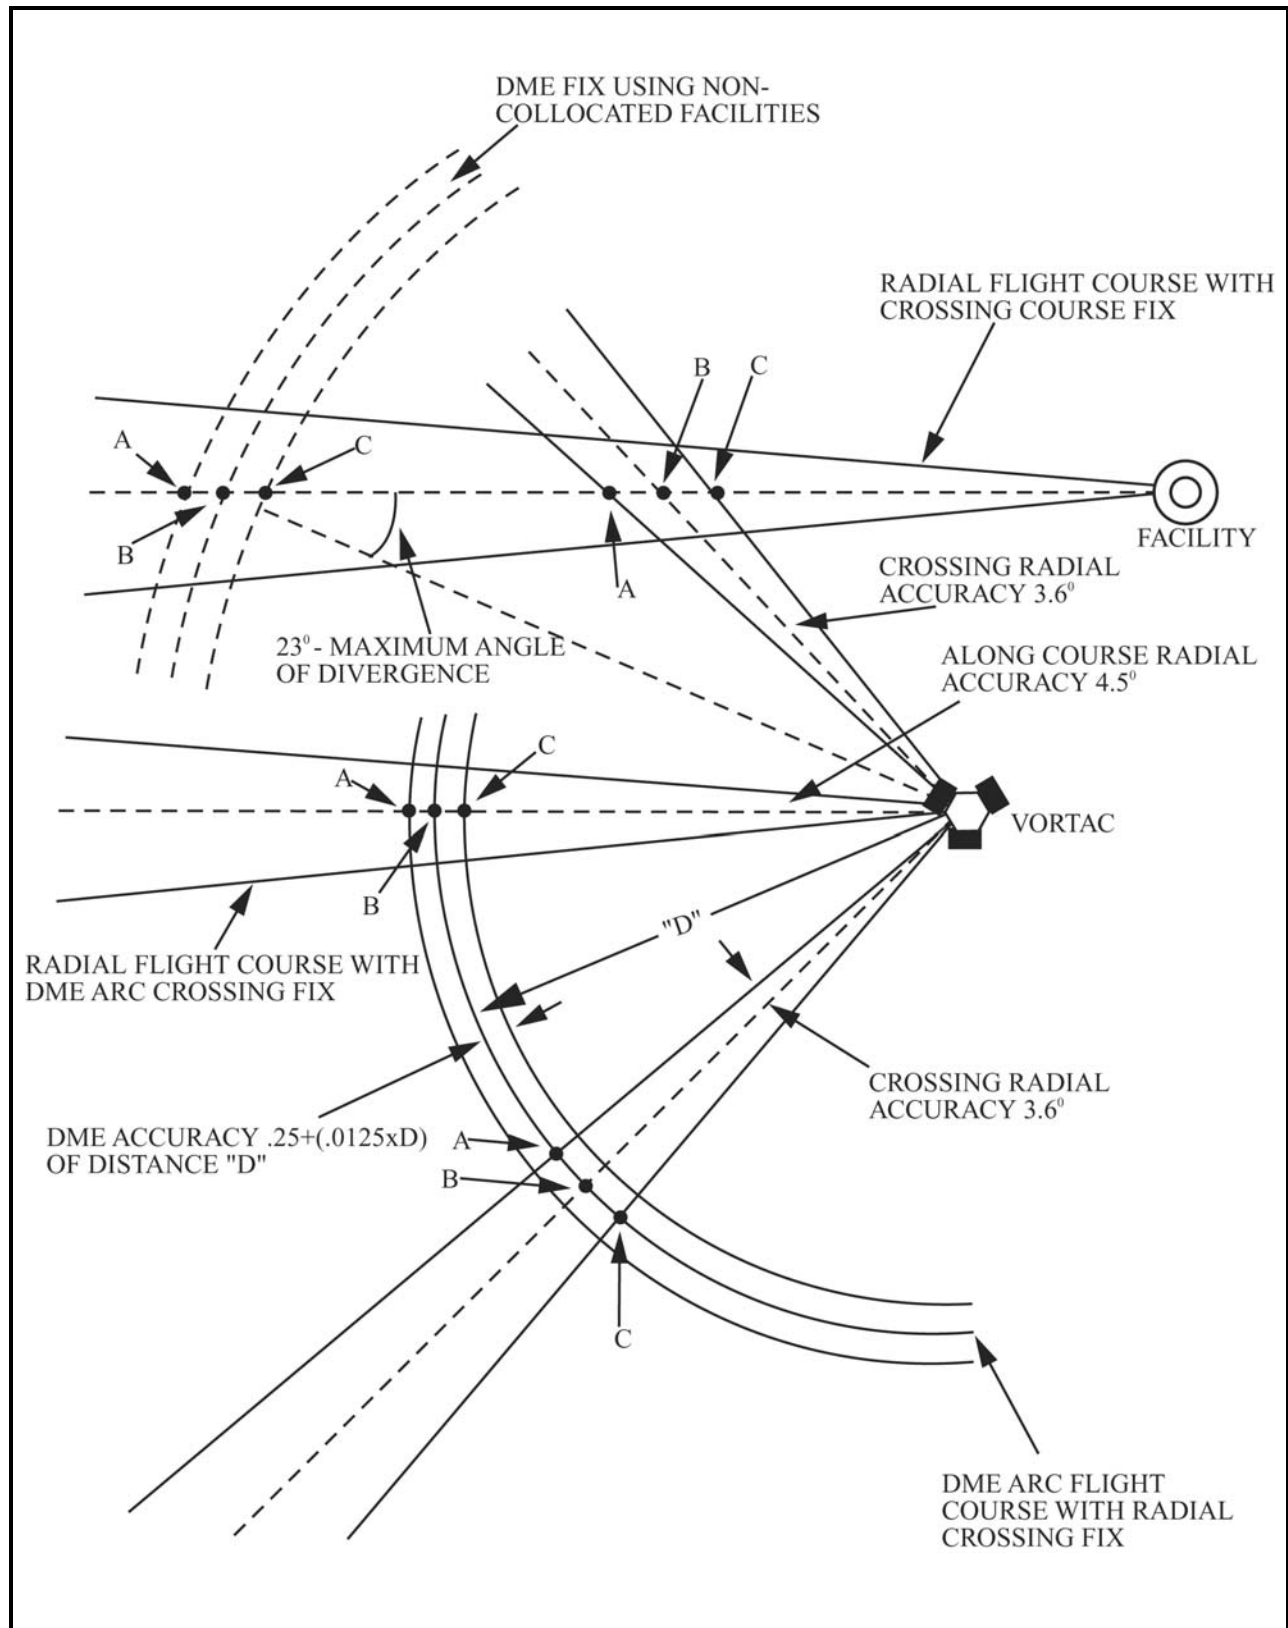 DME FIX USING NON-
COLLOCATED FACILITIES
RADIAL FLIGHT COURSE WITH
CROSSING COURSE FIX
B
C
A
C
B
FACILITY
A
CROSSING RADIAL
ACCURACY 3.6⁰
23⁰ - MAXIMUM ANGLE
OF DIVERGENCE
ALONG COURSE RADIAL
ACCURACY 4.5⁰
C
A
VORTAC
B
"D"
RADIAL FLIGHT COURSE WITH
DME ARC CROSSING FIX
CROSSING RADIAL
ACCURACY 3.6⁰
DME ACCURACY .25+(.0125xD)
OF DISTANCE "D"
A
B
C
DME ARC FLIGHT
COURSE WITH RADIAL
CROSSING FIX